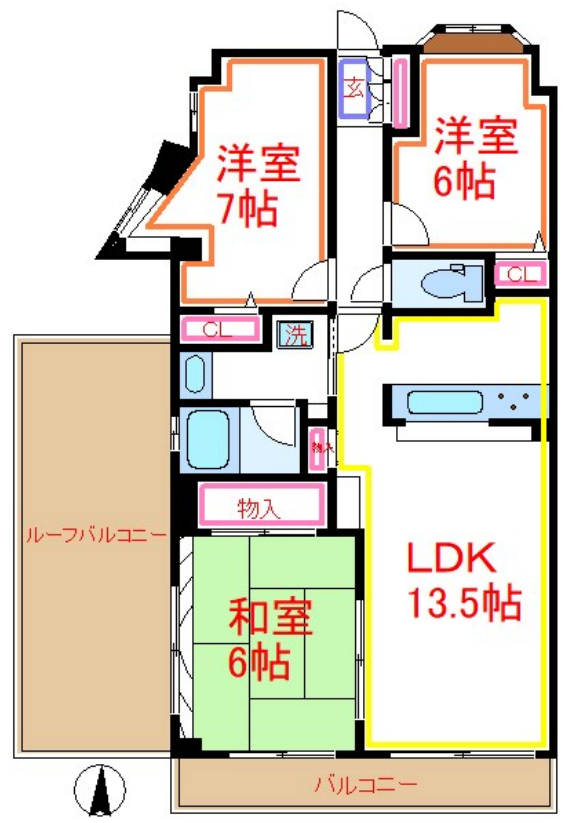 玄
洋室
7帖
洋室
6帖
CL
CL
洗
物入
物入
ルーフバルコニー
LDK
13.5帖
和室
6帖
バルコニー